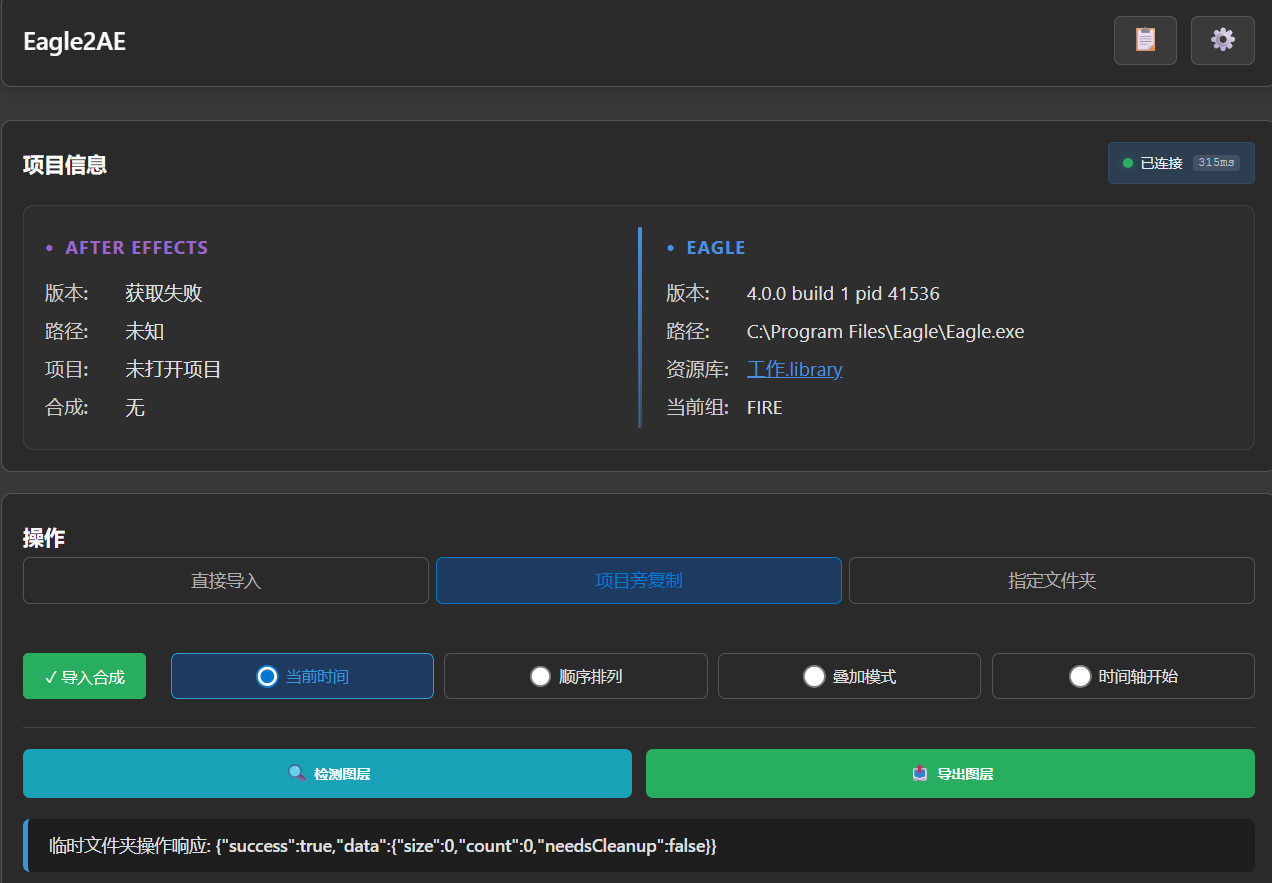 Eagle2AE
项目信息
已连接 315ms
• AFTER EFFECTS
版本: 获取失败
路径: 未知
项目: 未打开项目
合成: 无
• EAGLE
版本: 4.0.0 build 1 pid 41536
路径: C:\Program Files\Eagle\Eagle.exe
资源库: 工作.library
当前组: FIRE
操作
直接导入 项目旁复制 指定文件夹
✓ 导入合成 当前时间 顺序排列 叠加模式 时间轴开始
检测图层 导出图层
临时文件夹操作响应: {"success":true,"data":{"size":0,"count":0,"needsCleanup":false}}